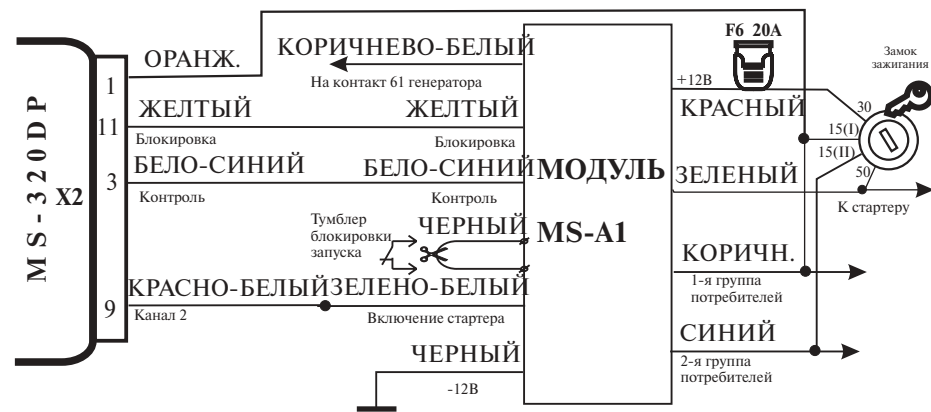 MS-320DP
X2
1
11
3
9
ОРАНЖ.
ЖЕЛТЫЙ
Блокировка
БЕЛО-СИНИЙ
Контроль
КРАСНО-БЕЛЫЙ
Канал 2
КОРИЧНЕВО-БЕЛЫЙ
На контакт 61 генератора
ЖЕЛТЫЙ
Блокировка
БЕЛО-СИНИЙ
Контроль
Тумблер
блокировки
запуска
ЧЕРНЫЙ
ЗЕЛЕНО-БЕЛЫЙ
Включение стартера
ЧЕРНЫЙ
-12В
МОДУЛЬ
MS-A1
F6 20A
+12В
КРАСНЫЙ
ЗЕЛЕНЫЙ
Замок
зажигания
30
15(I)
15(II)
50
К стартеру
КОРИЧН.
1-я группа
потребителей
СИНИЙ
2-я группа
потребителей